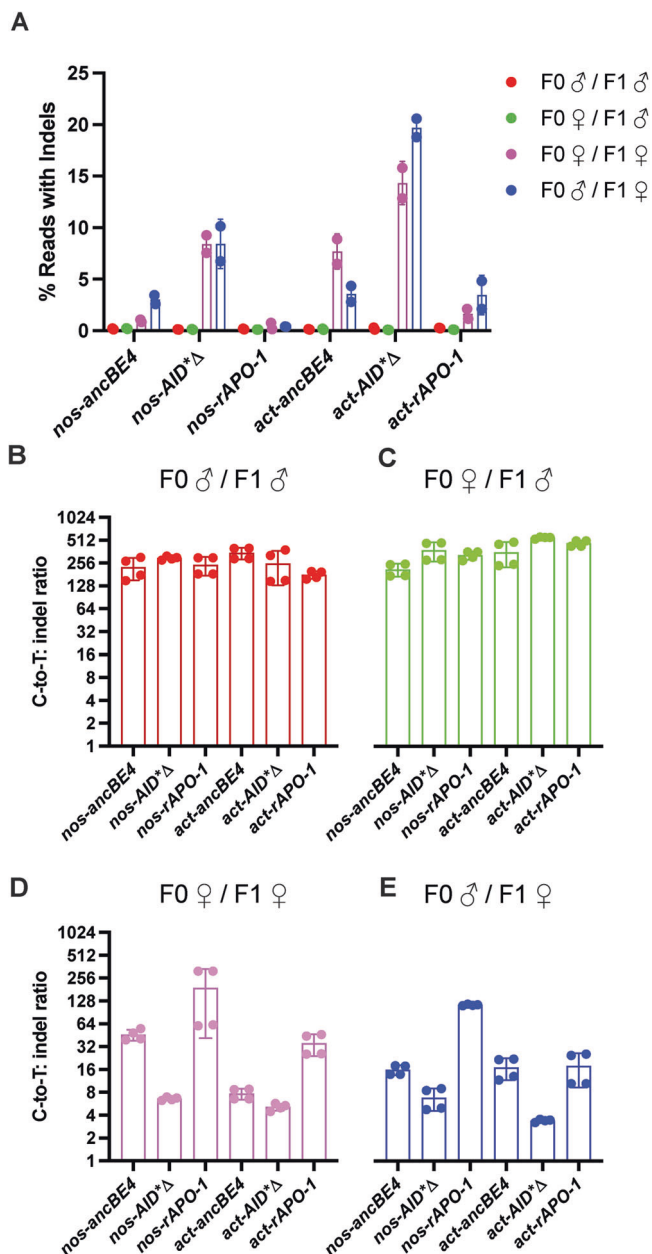 A
25
20
15
10
5
0
% Reads with Indels
F0 ♂ / F1 ♂
F0 ♀ / F1 ♂
F0 ♀ / F1 ♀
F0 ♂ / F1 ♀
nos-ancBE4
nos-AID*Δ
nos-rAPO-1
act-ancBE4
act-AID*Δ
act-rAPO-1
B
F0 ♂ / F1 ♂
C-to-T: indel ratio
1024
512
256
128
64
32
16
8
4
2
1
nos-ancBE4
nos-AID*Δ
nos-rAPO-1
act-ancBE4
act-AID*Δ
act-rAPO-1
C
F0 ♀ / F1 ♂
nos-ancBE4
nos-AID*Δ
nos-rAPO-1
act-ancBE4
act-AID*Δ
act-rAPO-1
D
F0 ♀ / F1 ♀
C-to-T: indel ratio
1024
512
256
128
64
32
16
8
4
2
1
nos-ancBE4
nos-AID*Δ
nos-rAPO-1
act-ancBE4
act-AID*Δ
act-rAPO-1
E
F0 ♂ / F1 ♀
nos-ancBE4
nos-AID*Δ
nos-rAPO-1
act-ancBE4
act-AID*Δ
act-rAPO-1